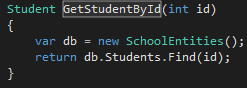 Student GetStudentById(int id)
{
    var db = new SchoolEntities();
    return db.Students.Find(id);
}